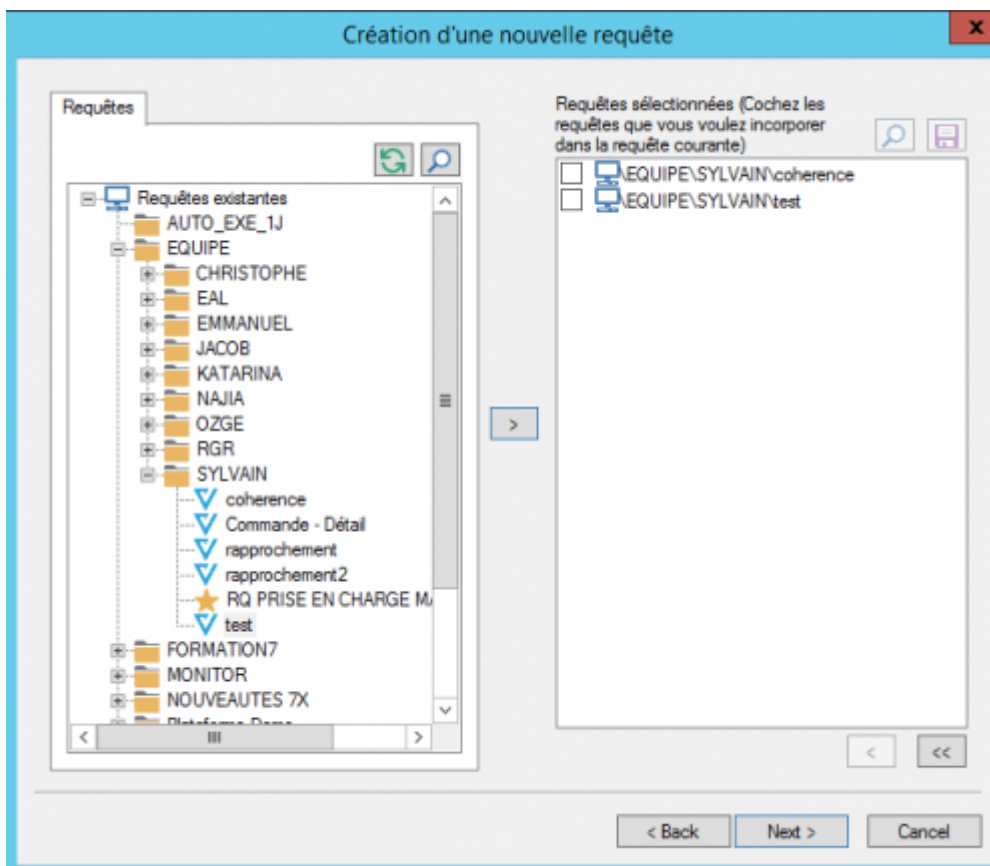 Création d'une nouvelle requête
x
Requêtes
Requêtes sélectionnées (Cochez les
requêtes que vous voulez incorporer
dans la requête courante)
Requêtes existantes
AUTO_EXE_1J
EQUIPE
CHRISTOPHE
EAL
EMMANUEL
JACOB
KATARINA
NAJIA
OZGE
RGR
SYLVAIN
coherence
Commande - Détail
rapprochement
rapprochement2
RQ PRISE EN CHARGE
test
FORMATION7
MONITOR
NOUVEAUTES 7X
\EQUIPE\SYLVAIN\coherence
\EQUIPE\SYLVAIN\test
>
<
<<
< Back
Next >
Cancel